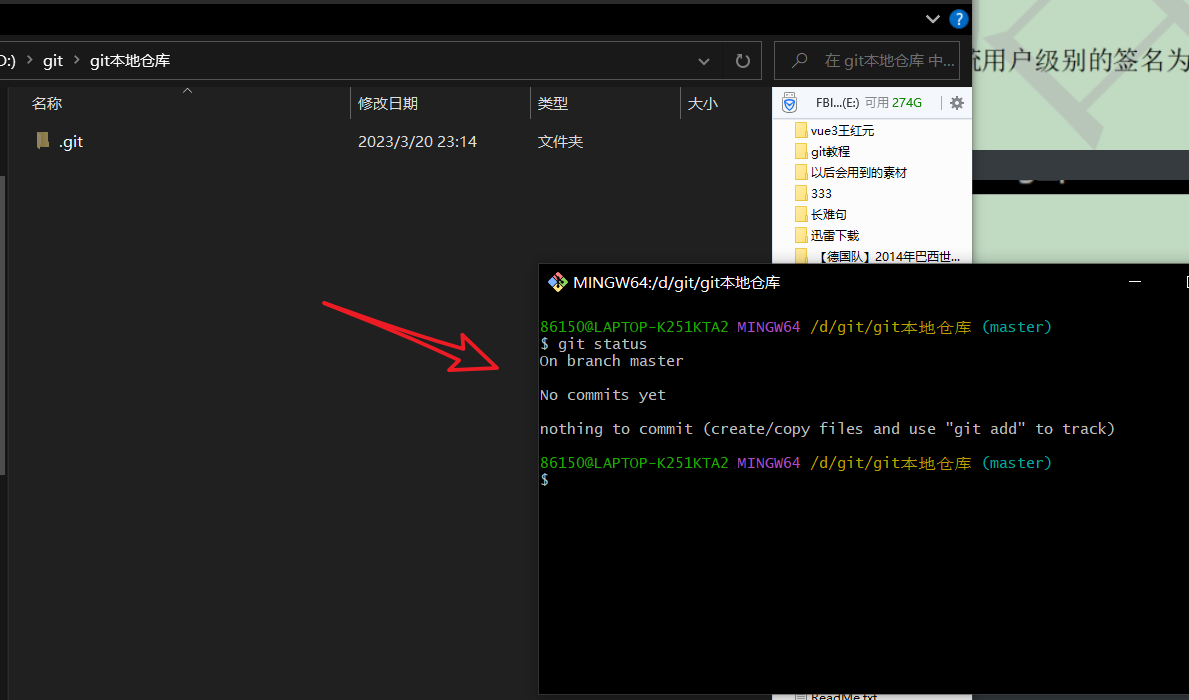 ?
D:) > git > git本地仓库
在 git本地仓库 中...
统用户级别的签名为
名称 修改日期 类型 大小
.git 2023/3/20 23:14 文件夹
FBI...(E:) 可用 274G
vue3王红元
git教程
以后会用到的素材
333
长难句
迅雷下载
【德国队】2014年巴西世...
MINGW64:/d/git/git本地仓库
86150@LAPTOP-K251KTA2 MINGW64 /d/git/git本地仓库 (master)
$ git status
On branch master
No commits yet
nothing to commit (create/copy files and use "git add" to track)
86150@LAPTOP-K251KTA2 MINGW64 /d/git/git本地仓库 (master)
$
ReadMe.txt